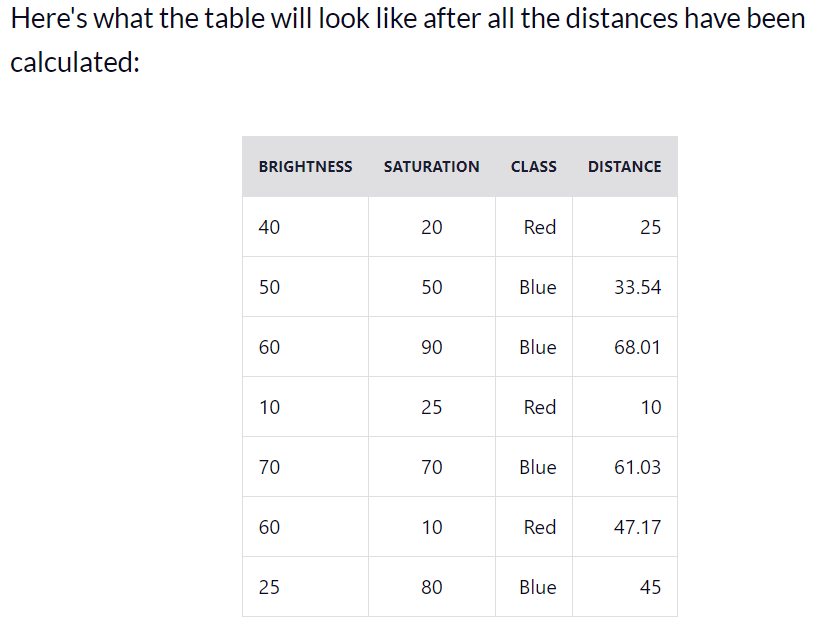 Here's what the table will look like after all the distances have been
calculated:
BRIGHTNESS SATURATION CLASS DISTANCE
40 20 Red 25
50 50 Blue 33.54
60 90 Blue 68.01
10 25 Red 10
70 70 Blue 61.03
60 10 Red 47.17
25 80 Blue 45